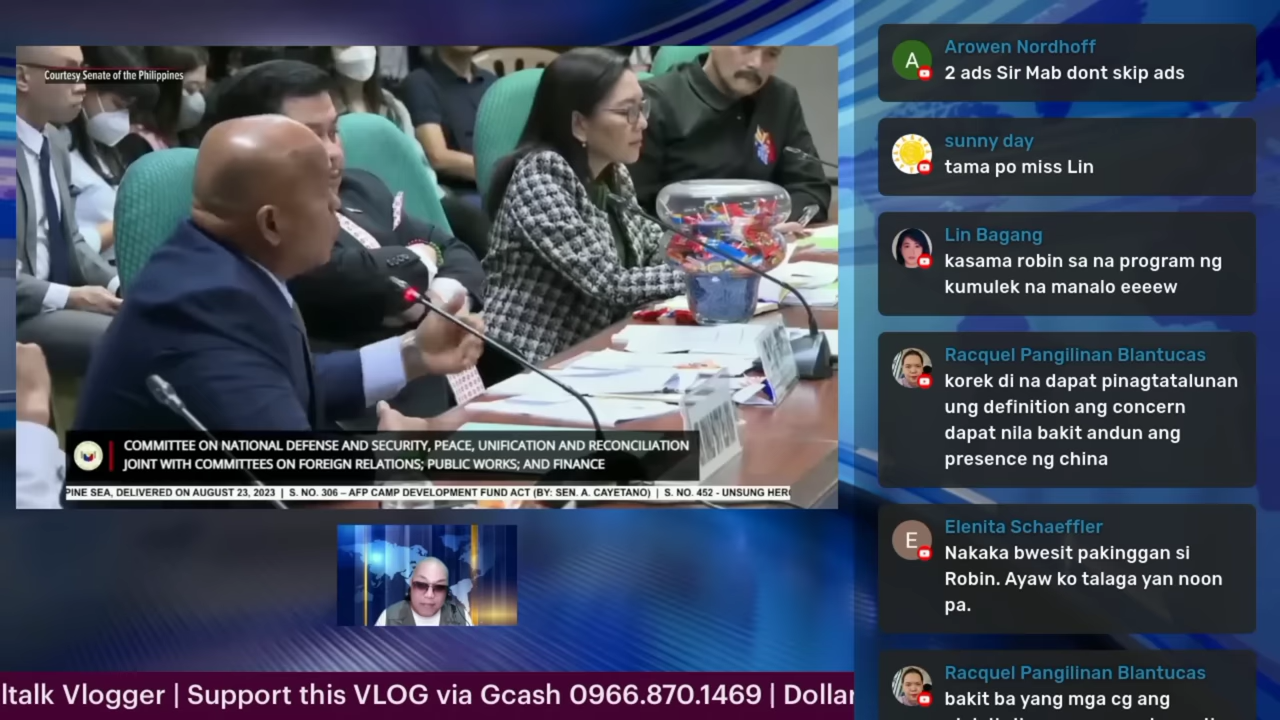 Courtesy Senate of the Philippines
COMMITTEE ON NATIONAL DEFENSE AND SECURITY, PEACE, UNIFICATION AND RECONCILIATION
JOINT WITH COMMITTEES ON FOREIGN RELATIONS; PUBLIC WORKS; AND FINANCE
PINE SEA, DELIVERED ON AUGUST 23, 2023 | S. NO. 306 – AFP CAMP DEVELOPMENT FUND ACT (BY: SEN. A. CAYETANO) | S. NO. 452 - UNSUNG HER
ltalk Vlogger | Support this VLOG via Gcash 0966.870.1469 | Dollar
A
Arowen Nordhoff
2 ads Sir Mab dont skip ads
sunny day
tama po miss Lin
Lin Bagang
kasama robin sa na program ng
kumulek na manalo eeeew
Racquel Pangilinan Blantucas
korek di na dapat pinagtatalunan
ung definition ang concern
dapat nila bakit andun ang
presence ng china
E
Elenita Schaeffler
Nakaka bwesit pakinggan si
Robin. Ayaw ko talaga yan noon
pa.
Racquel Pangilinan Blantucas
bakit ba yang mga cg ang